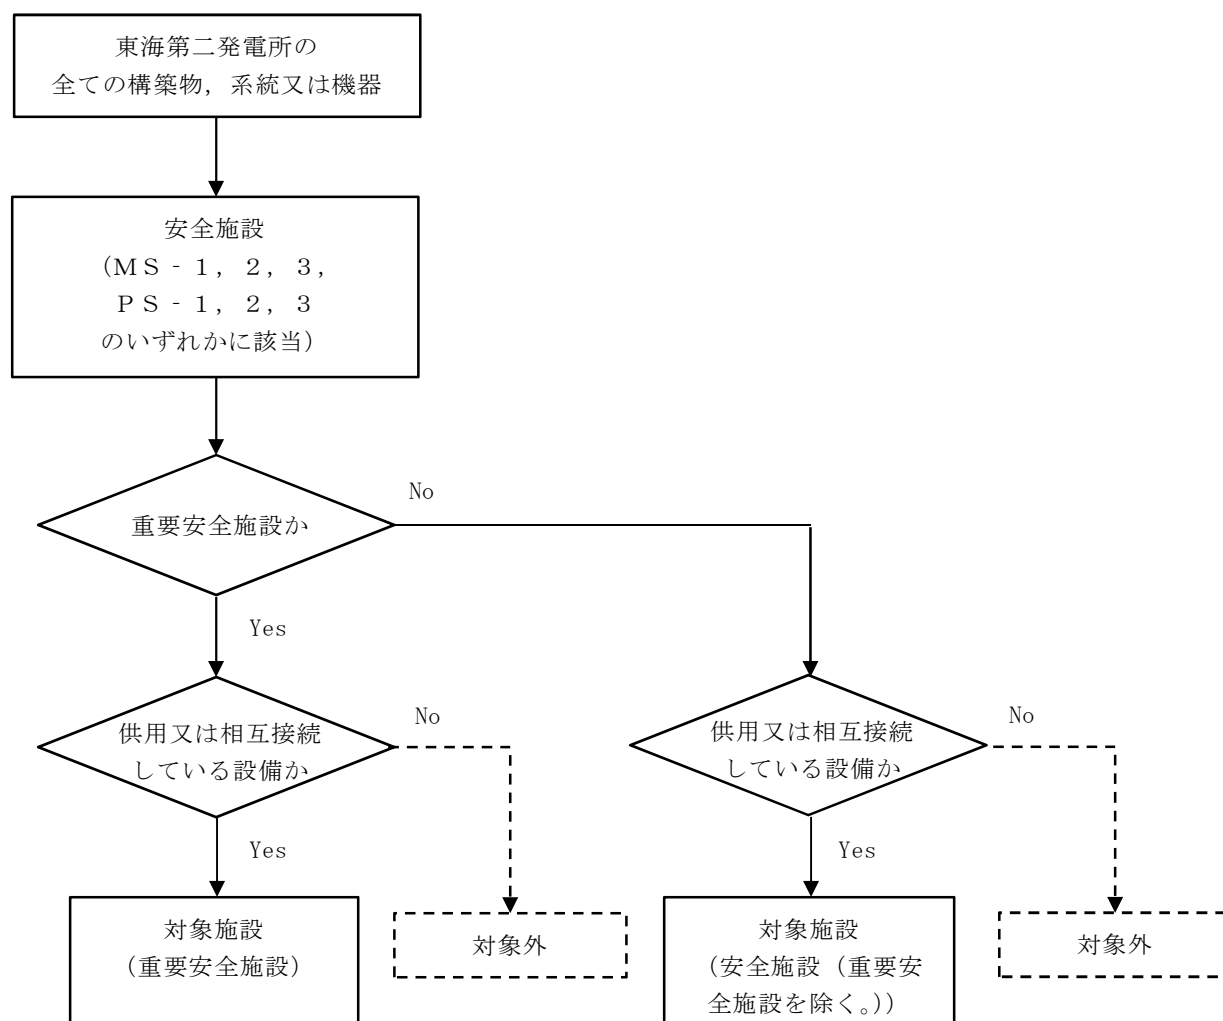 東海第二発電所の
全ての構築物，系統又は機器
安全施設
（ＭＳ‐１，２，３，
ＰＳ‐１，２，３
のいずれかに該当）
重要安全施設か
No
Yes
供用又は相互接続
している設備か
No
供用又は相互接続
している設備か
No
Yes
Yes
対象施設
（重要安全施設）
対象外
対象施設
（安全施設（重要安
全施設を除く。））
対象外